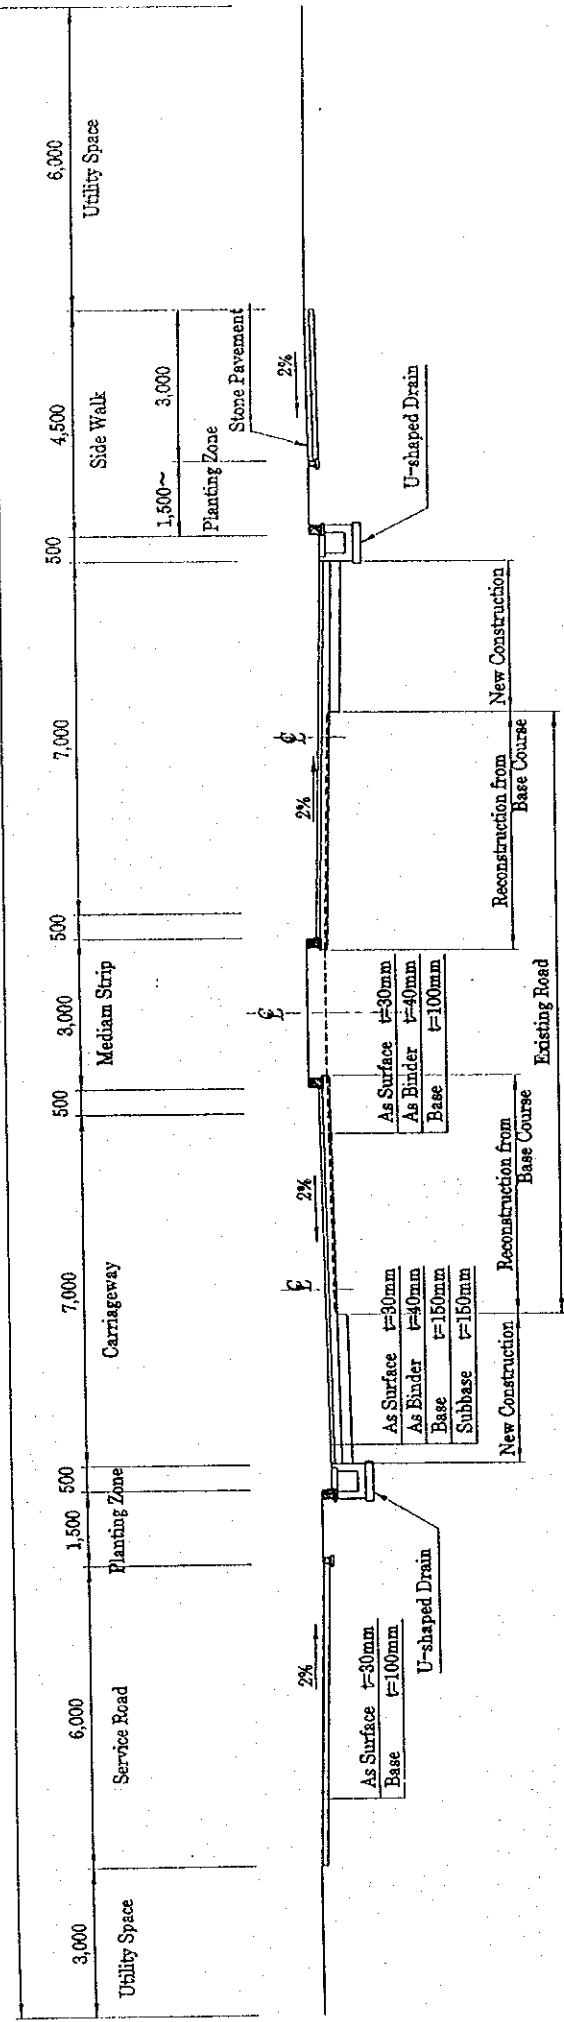 3,000
6,000
1,500
500
7,000
500
3,000
500
7,000
500
4,500
6,000
Utility Space
Service Road
Planting Zone
Carriageway
Mediam Strip
Side Walk
Utility Space
1,500~
3,000
Planting Zone
Stone Pavement
2%
2%
2%
2%
As Surface t=30mm
Base t=100mm
U-shaped Drain
As Surface t=30mm
As Binder t=40mm
Base t=150mm
Subbase t=150mm
As Surface t=30mm
As Binder t=40mm
Base t=100mm
U-shaped Drain
New Construction
Reconstruction from
Base Course
Reconstruction from
Base Course
New Construction
Existing Road